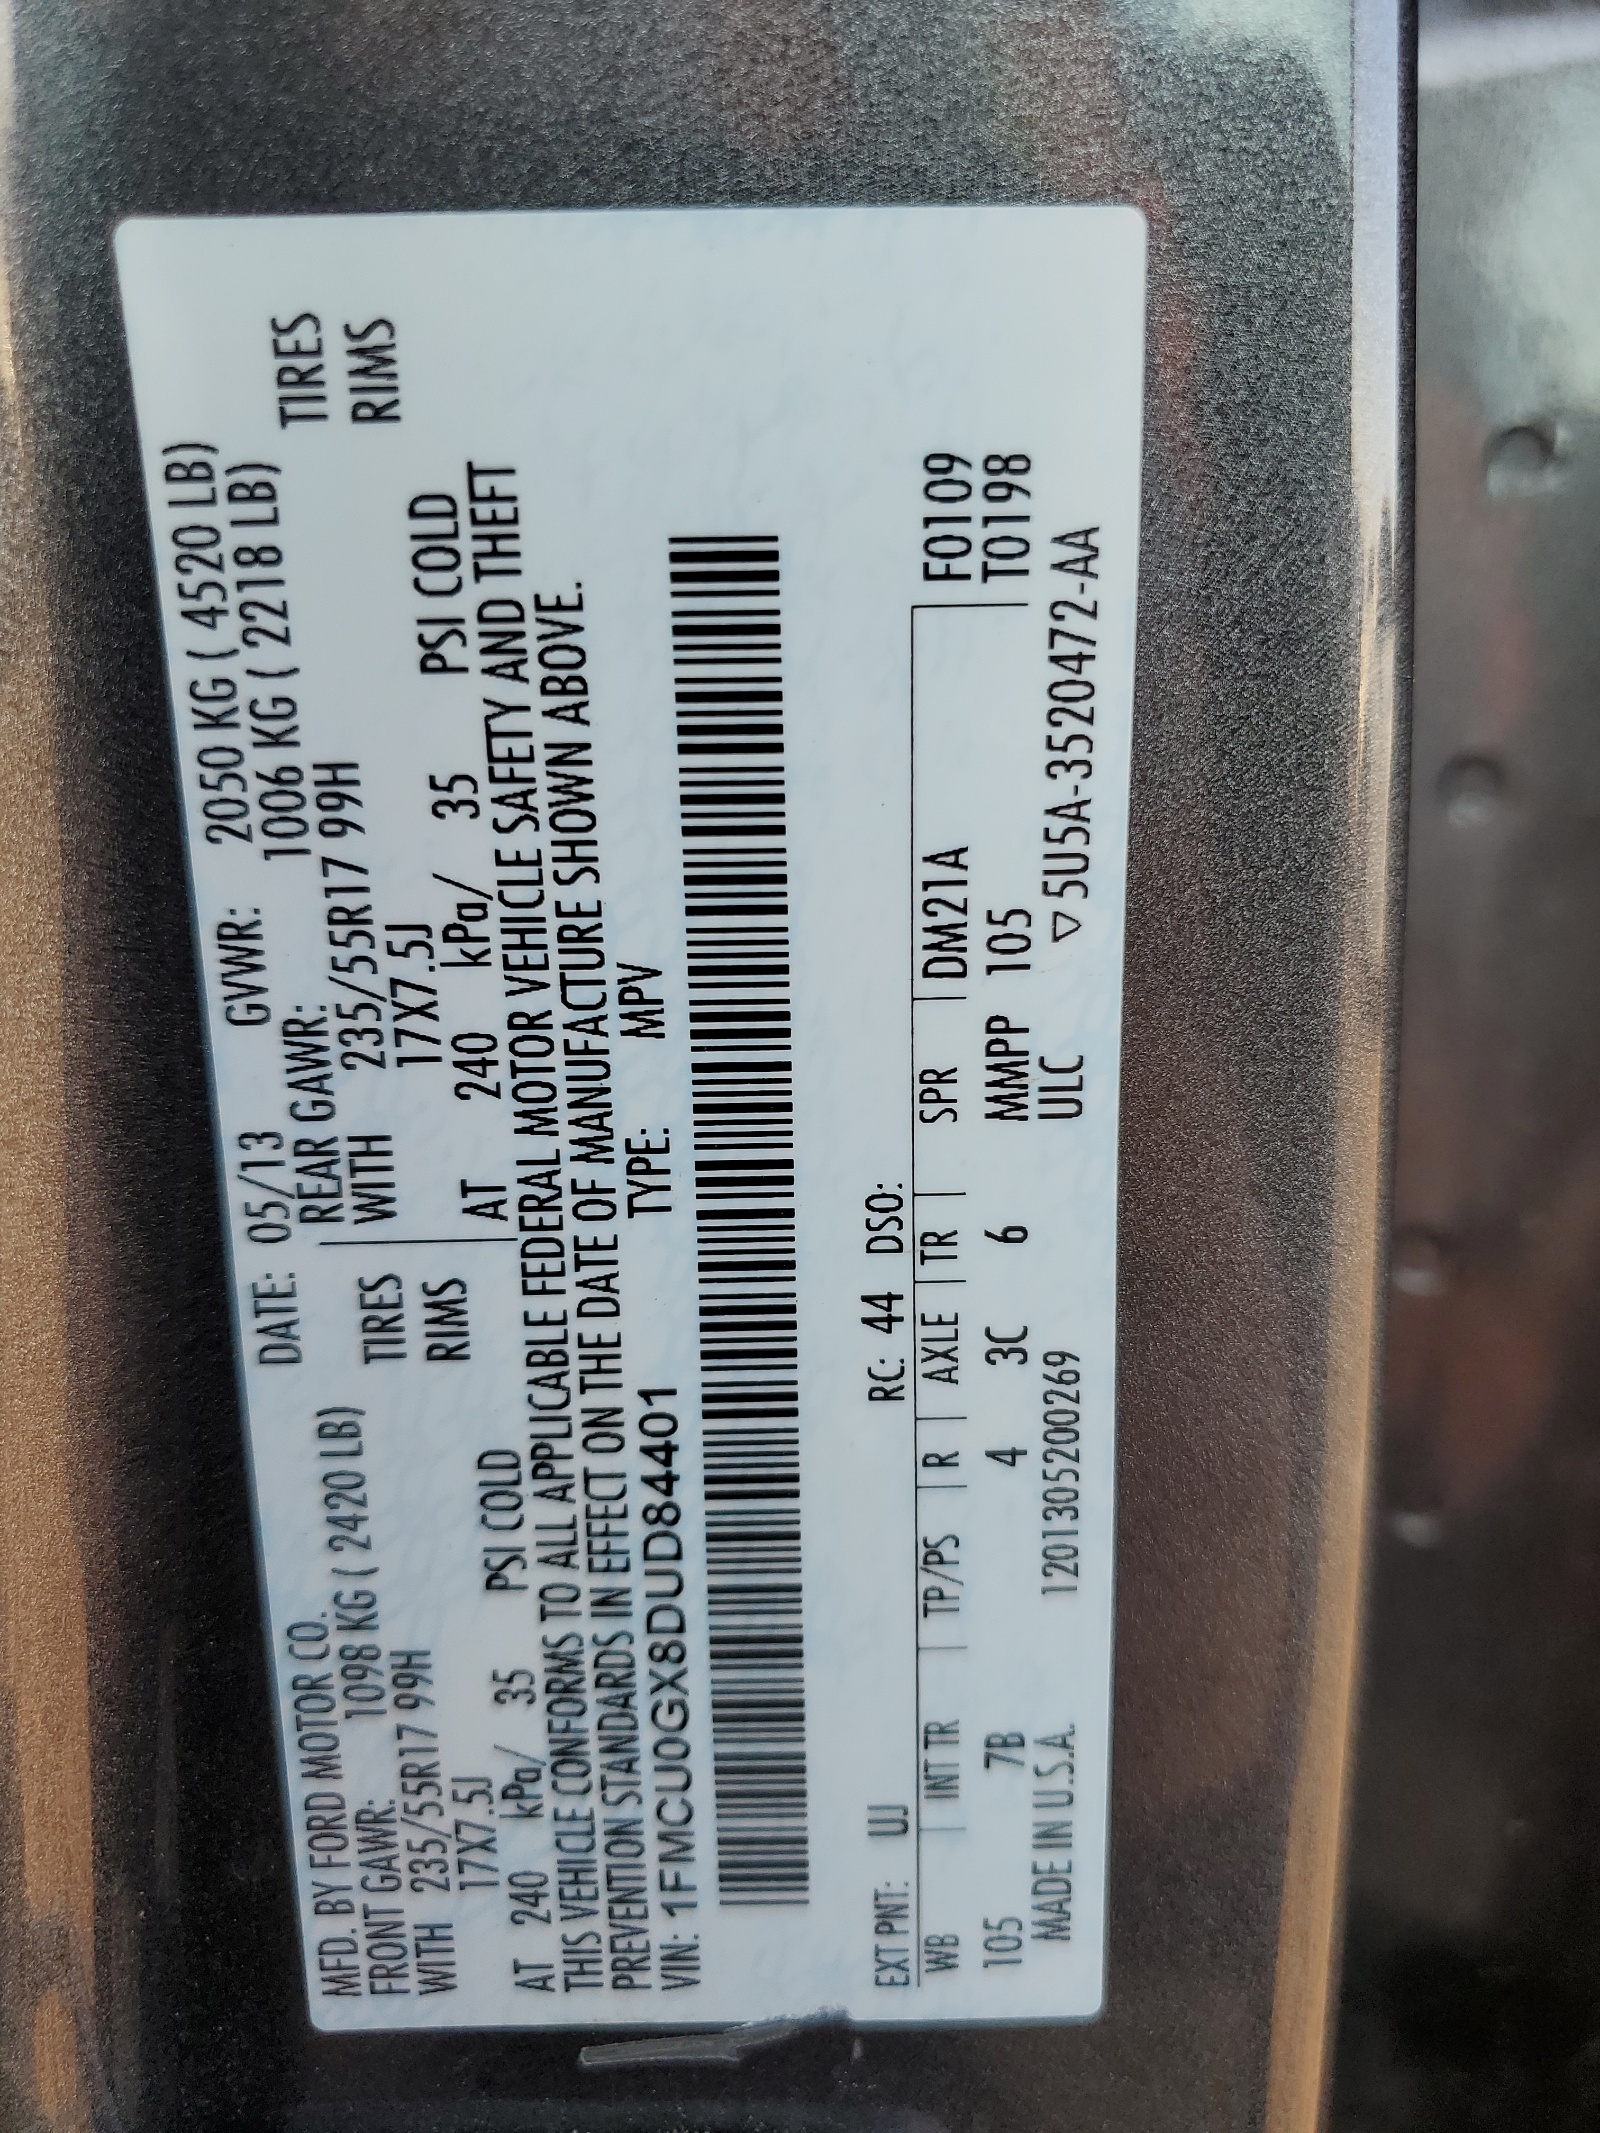 MFD. BY FORD MOTOR CO. DATE: 05/13 GVWR: 2050 KG ( 4520 LB)
FRONT GAWR: 1098 KG ( 2420 LB) REAR GAWR: 1006 KG ( 2218 LB)
WITH 235/55R17 99H TIRES WITH 235/55R17 99H TIRES
17X7.5J RIMS 17X7.5J RIMS
AT 240 kPa/ 35 PSI COLD AT 240 kPa/ 35 PSI COLD
THIS VEHICLE CONFORMS TO ALL APPLICABLE FEDERAL MOTOR VEHICLE SAFETY AND THEFT
PREVENTION STANDARDS IN EFFECT ON THE DATE OF MANUFACTURE SHOWN ABOVE.
VIN: 1FMCU0GX8DUD84401 TYPE: MPV
EXT PNT: UJ RC: 44 DSO:
WB | INT TR | TP/PS | R | AXLE | TR | SPR | DM21A F0109
105 7B 4 3C 6 MMPP 105 T0198
MADE IN U.S.A. 120130520026​9 ULC ▽5U5A-3520472-AA